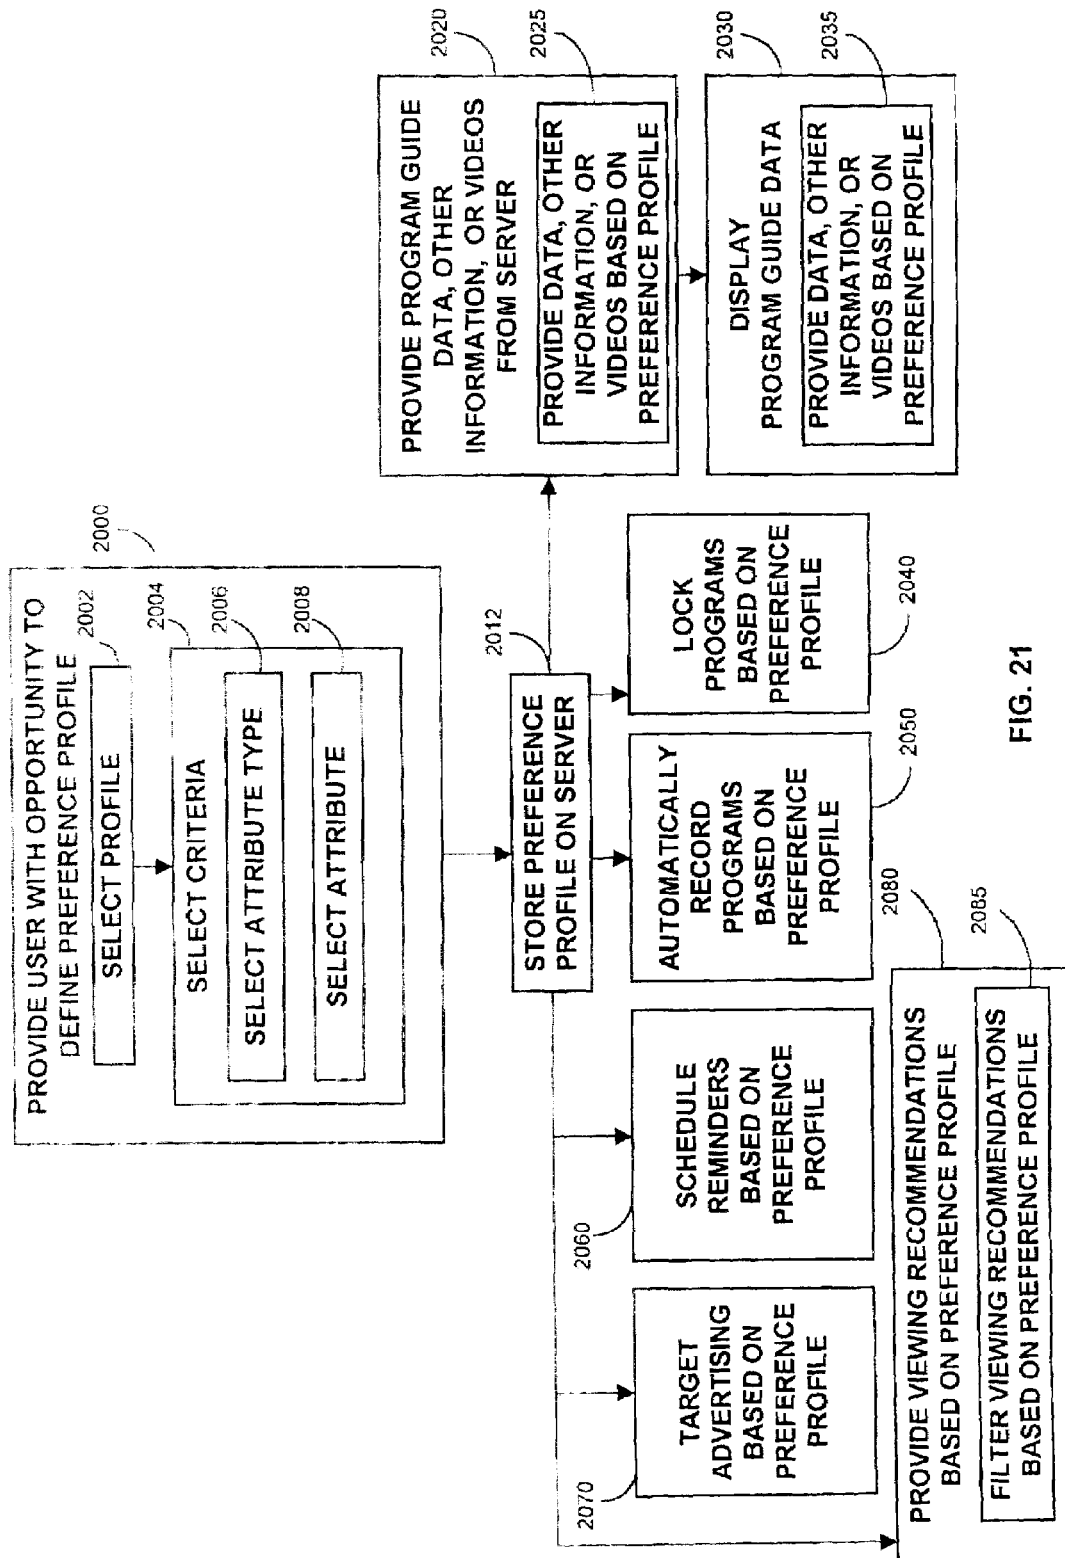 2000
PROVIDE USER WITH OPPORTUNITY TO
DEFINE PREFERENCE PROFILE
2002
SELECT PROFILE
2004
SELECT CRITERIA
2006
SELECT ATTRIBUTE TYPE
2008
SELECT ATTRIBUTE
2012
STORE PREFERENCE
PROFILE ON SERVER
2020
PROVIDE PROGRAM GUIDE
DATA, OTHER
INFORMATION, OR VIDEOS
FROM SERVER
2025
PROVIDE DATA, OTHER
INFORMATION, OR
VIDEOS BASED ON
PREFERENCE PROFILE
2030
DISPLAY
PROGRAM GUIDE DATA
2035
PROVIDE DATA, OTHER
INFORMATION, OR
VIDEOS BASED ON
PREFERENCE PROFILE
TARGET
ADVERTISING
BASED ON
PREFERENCE
PROFILE
2070
SCHEDULE
REMINDERS
BASED ON
PREFERENCE
PROFILE
2060
AUTOMATICALLY
RECORD
PROGRAMS
BASED ON
PREFERENCE
PROFILE
2050
LOCK
PROGRAMS
BASED ON
PREFERENCE
PROFILE
2040
2080
PROVIDE VIEWING RECOMMENDATIONS
BASED ON PREFERENCE PROFILE
2085
FILTER VIEWING RECOMMENDATIONS
BASED ON PREFERENCE PROFILE
FIG. 21